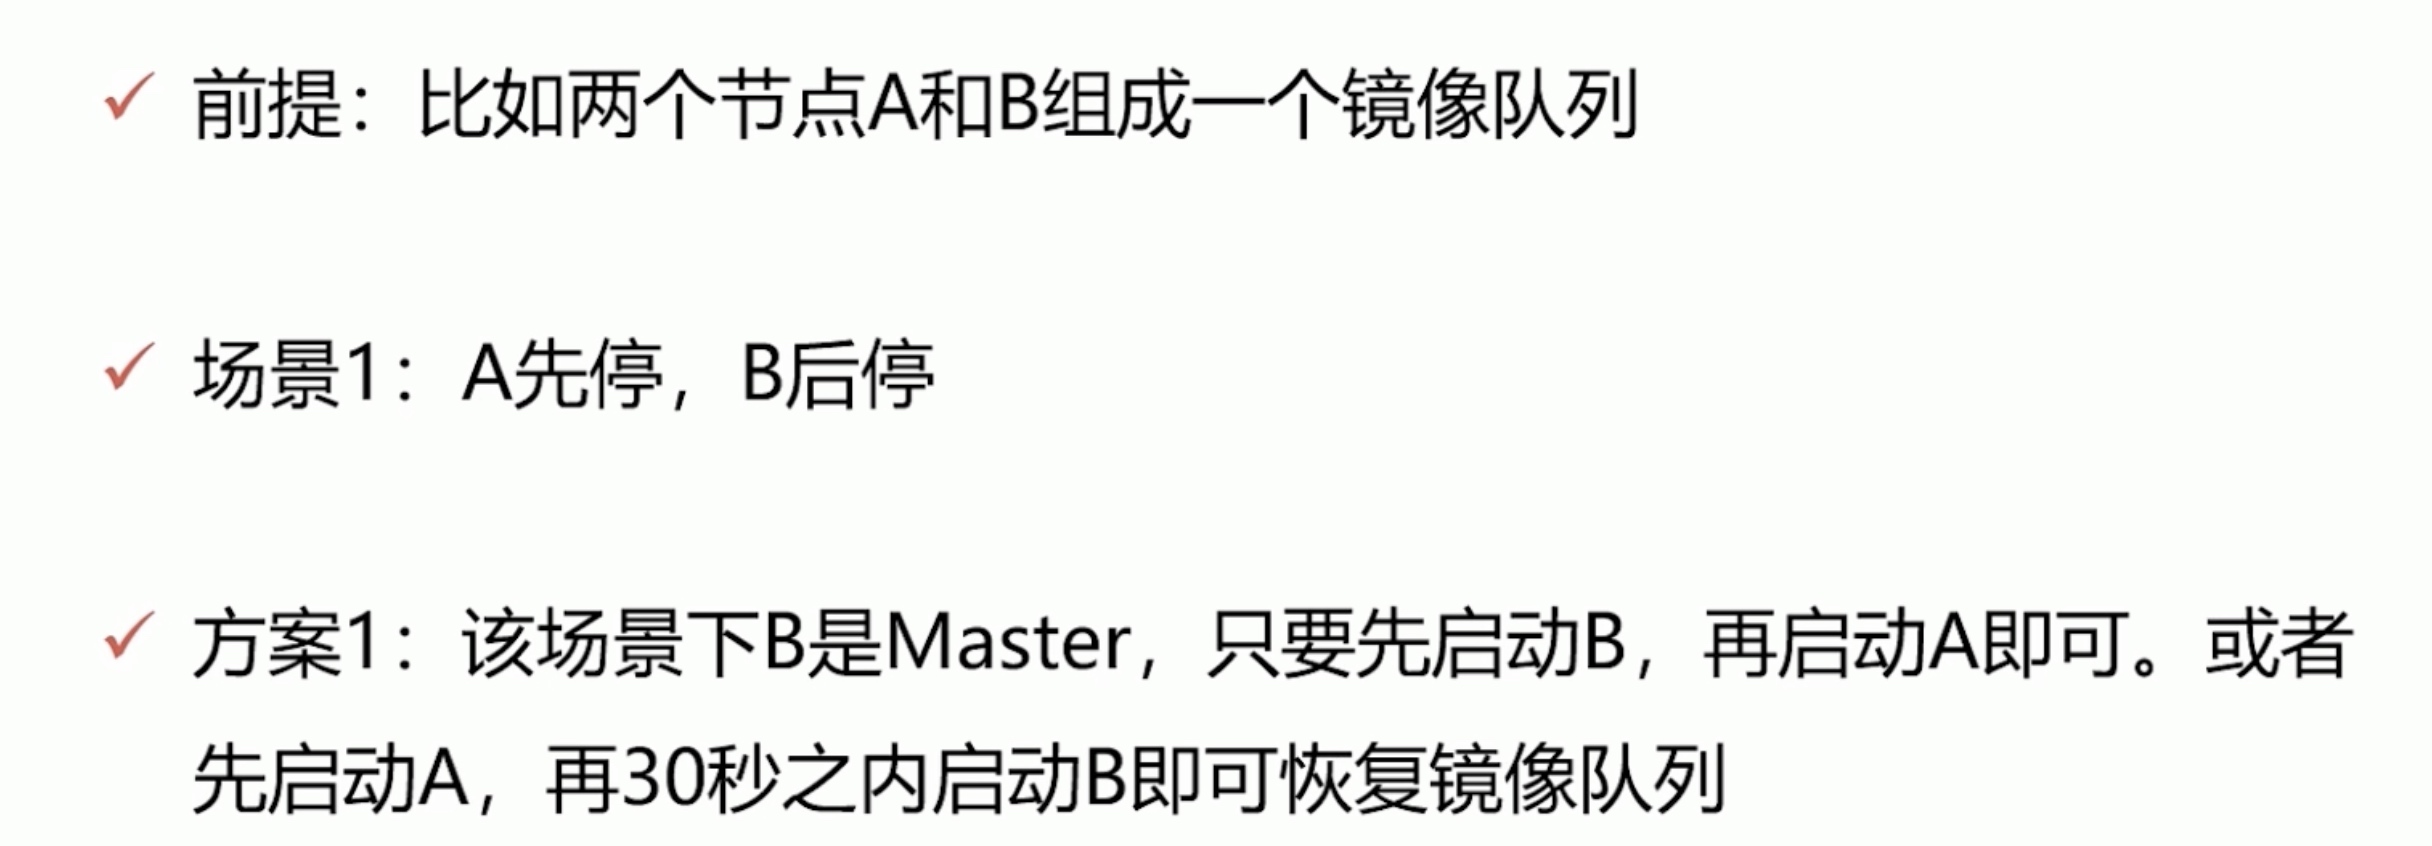 前提：比如两个节点A和B组成一个镜像队列
场景1：A先停，B后停
方案1：该场景下B是Master，只要先启动B，再启动A即可。或者
先启动A，再30秒之内启动B即可恢复镜像队列